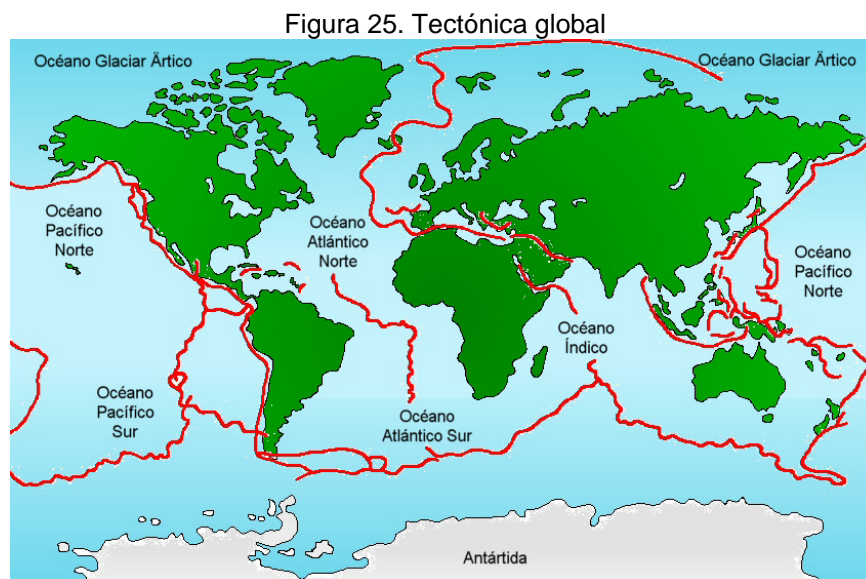 Figura 25. Tectónica global
Océano Glaciar Ärtico
Océano Glaciar Ártico
Océano
Pacífico
Norte
Océano
Atlántico
Norte
Océano
Pacífico
Norte
Océano
Índico
Océano
Pacífico
Sur
Océano
Atlántico Sur
Antártida